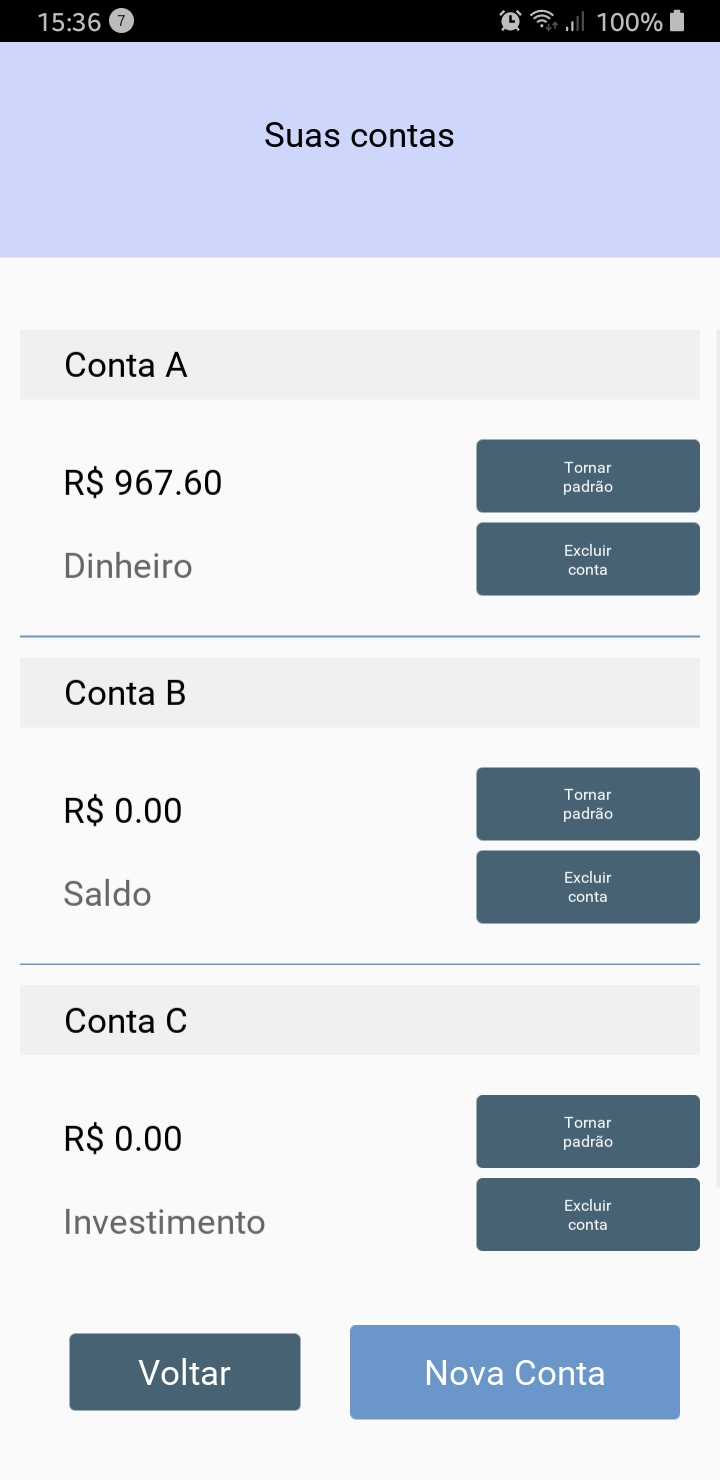 15:36 7 100%
Suas contas
Conta A
R$ 967.60
Tornar
padrão
Dinheiro
Excluir
conta
Conta B
R$ 0.00
Tornar
padrão
Saldo
Excluir
conta
Conta C
R$ 0.00
Tornar
padrão
Investimento
Excluir
conta
Voltar
Nova Conta